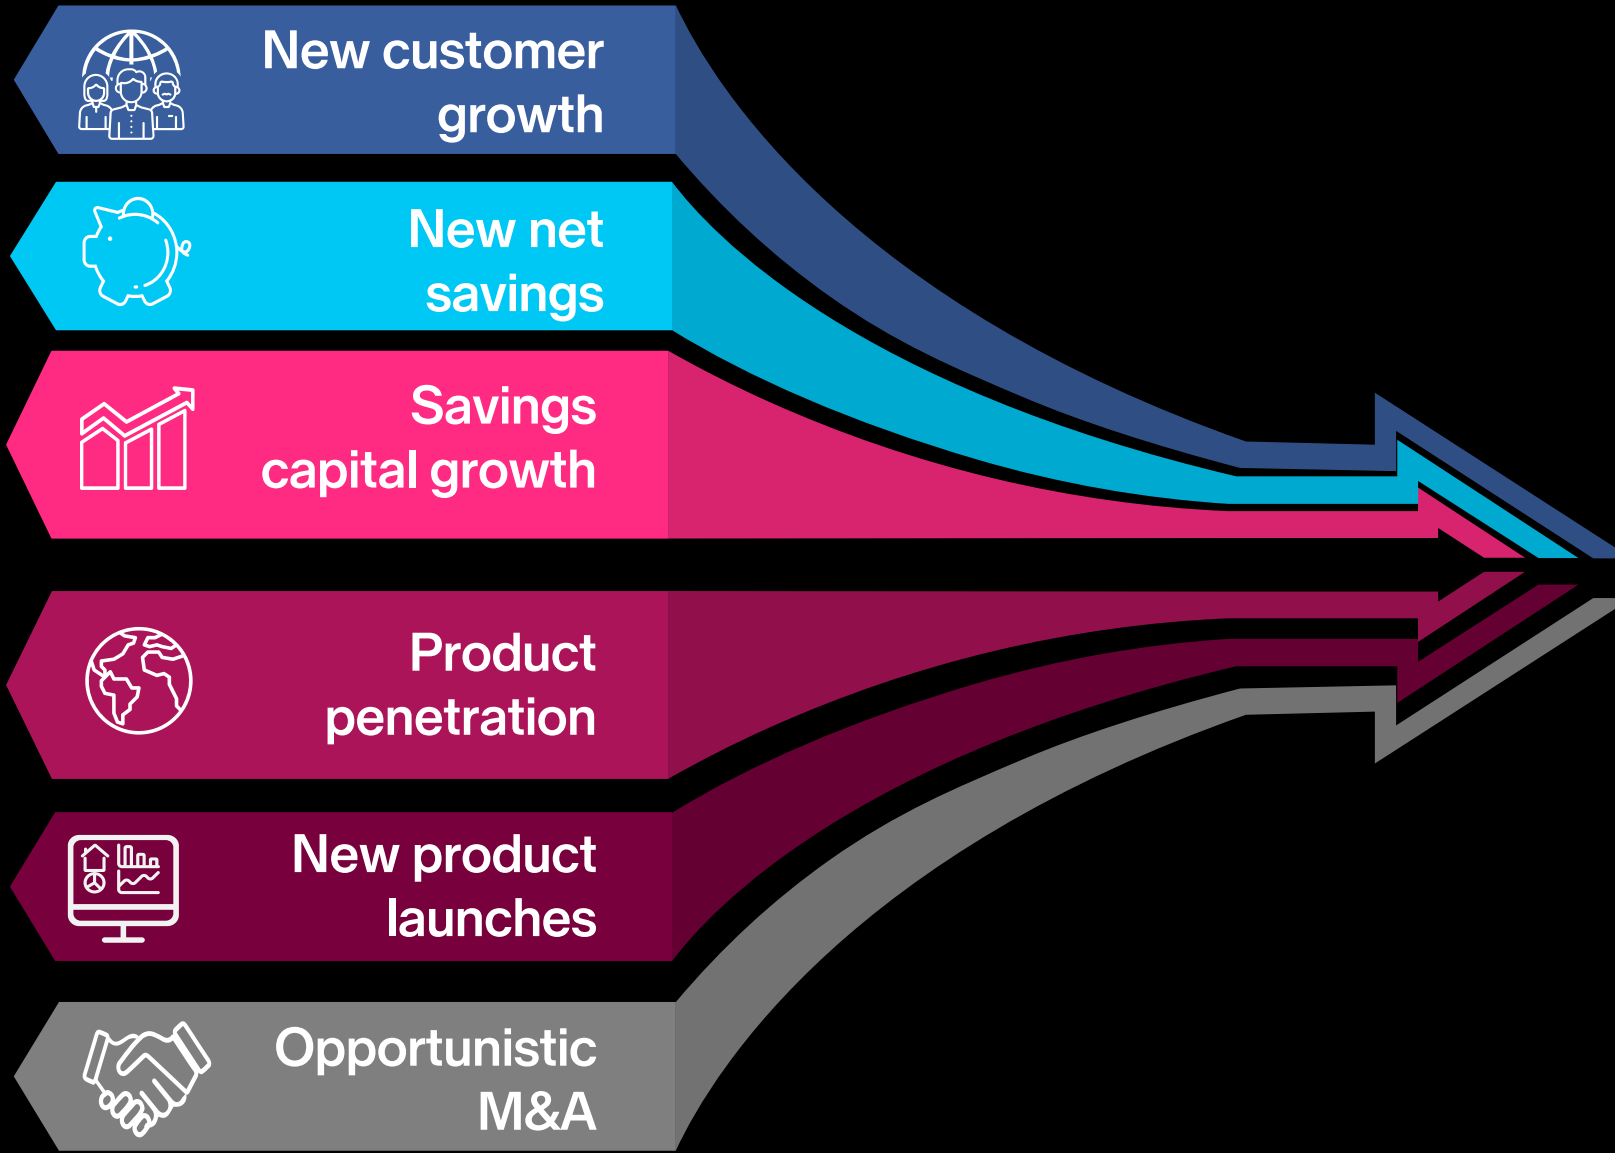 New customer
growth
New net
savings
Savings
capital growth
Product
penetration
New product
launches
Opportunistic
M&A